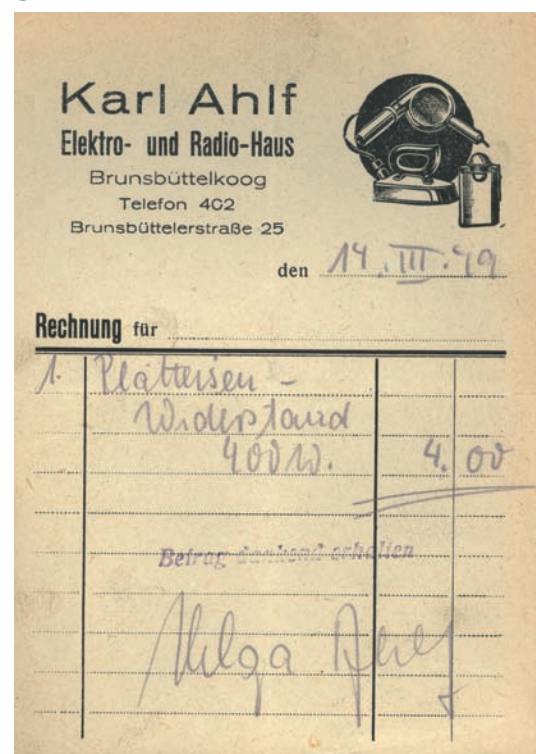 Karl Ahlf
Elektro- und Radio-Haus
Brunsbüttelkoog
Telefon 402
Brunsbüttelerstraße 25
den 14. III. 49
Rechnung für
1. Plätteisen-
Widerstand
400 W. 4. 00
Betrag dankend erhalten
Helga Ahlf